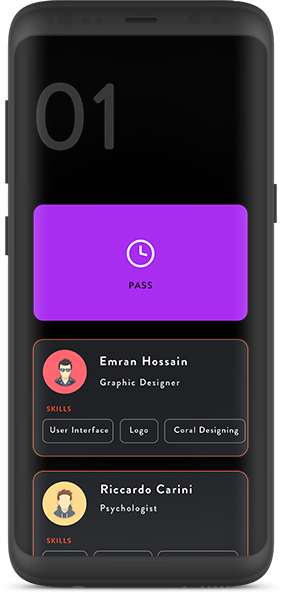 01
PASS
Emran Hossain
Graphic Designer
SKILLS
User Interface Logo Coral Designing
Riccardo Carini
Psychologist
SKILLS